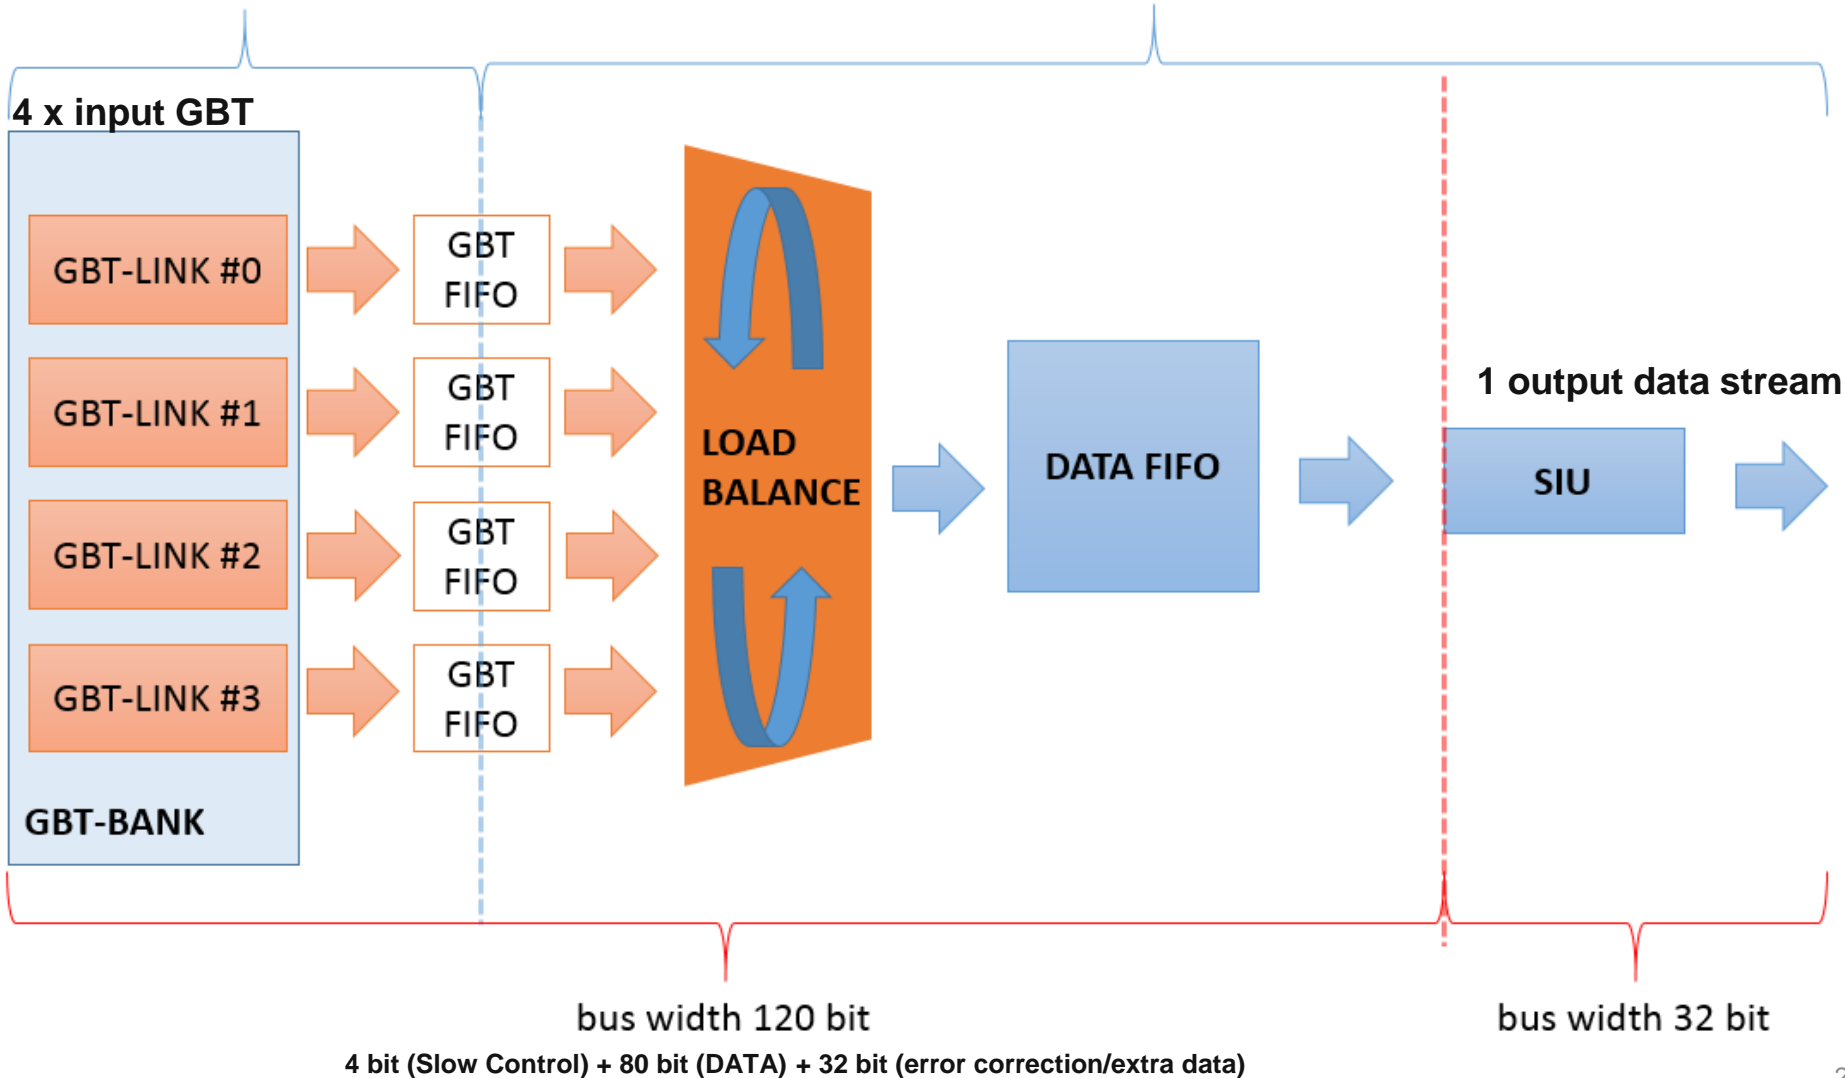 4 x input GBT
GBT-LINK #0
GBT
FIFO
GBT-LINK #1
GBT
FIFO
GBT-LINK #2
GBT
FIFO
GBT-LINK #3
GBT
FIFO
GBT-BANK
LOAD
BALANCE
DATA FIFO
1 output data stream
SIU
bus width 120 bit
bus width 32 bit
4 bit (Slow Control) + 80 bit (DATA) + 32 bit (error correction/extra data)